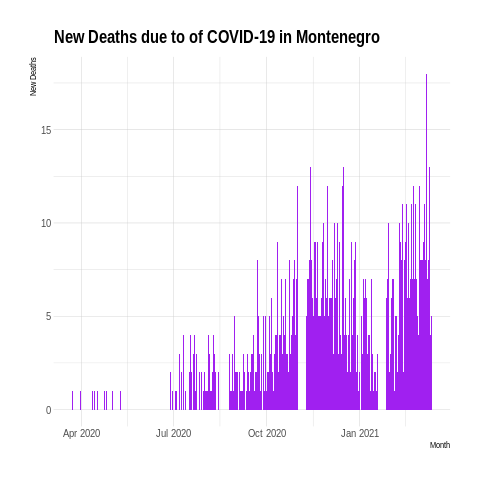 New Deaths due to of COVID-19 in Montenegro
New Deaths
15
10
5
0
Apr 2020 Jul 2020 Oct 2020 Jan 2021
Month